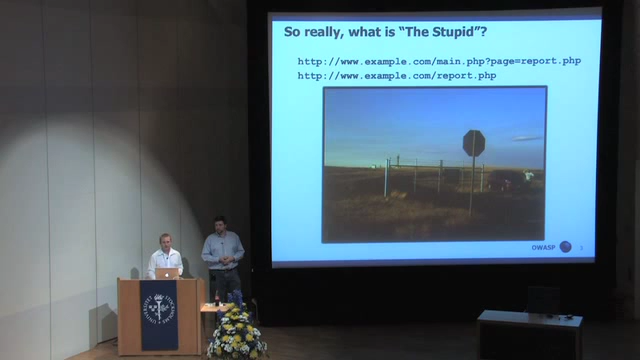 So really, what is “The Stupid”?
http://www.example.com/main.php?page=report.php
http://www.example.com/report.php
OWASP
3